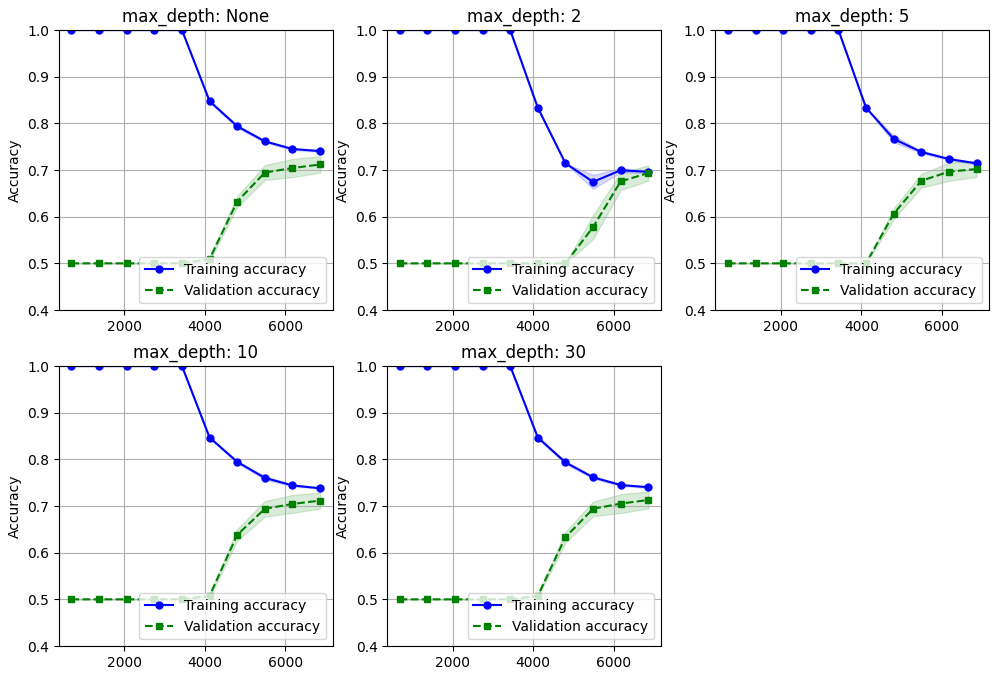 max_depth: None
1.0
0.9
0.8
0.7
0.6
0.5
0.4
Accuracy
2000 4000 6000
Training accuracy
Validation accuracy
max_depth: 2
1.0
0.9
0.8
0.7
0.6
0.5
0.4
Accuracy
2000 4000 6000
Training accuracy
Validation accuracy
max_depth: 5
1.0
0.9
0.8
0.7
0.6
0.5
0.4
Accuracy
2000 4000 6000
Training accuracy
Validation accuracy
max_depth: 10
1.0
0.9
0.8
0.7
0.6
0.5
0.4
Accuracy
2000 4000 6000
Training accuracy
Validation accuracy
max_depth: 30
1.0
0.9
0.8
0.7
0.6
0.5
0.4
Accuracy
2000 4000 6000
Training accuracy
Validation accuracy